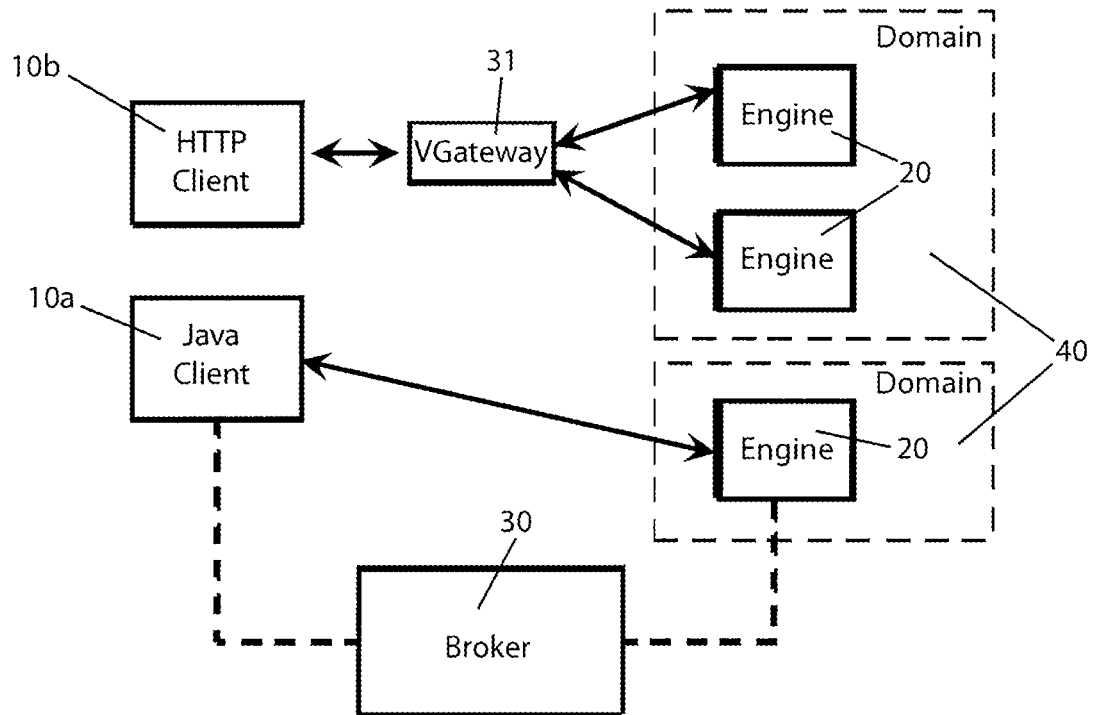 Domain
10b
31
HTTP
Client
VGateway
Engine
20
Engine
10a
Java
Client
40
Domain
Engine
20
30
Broker